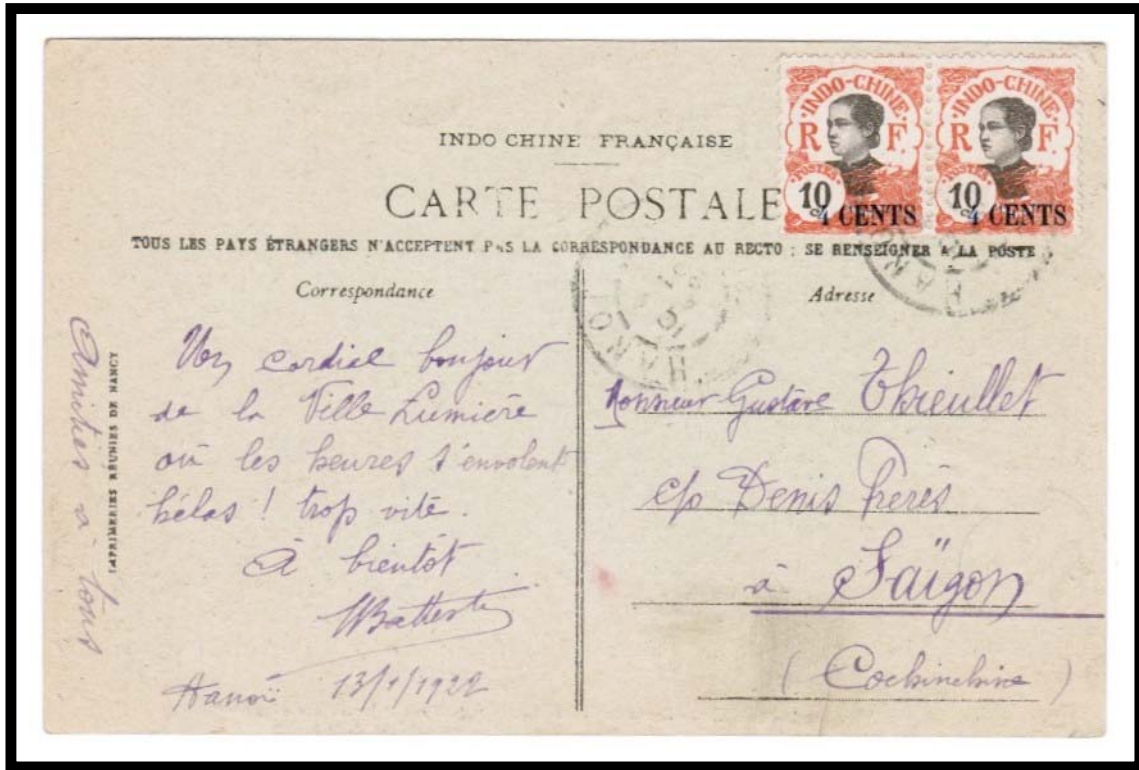 INDO CHINE FRANÇAISE
CARTE POSTALE
TOUS LES PAYS ÉTRANGERS N'ACCEPTENT PAS LA CORRESPONDANCE AU RECTO ; SE RENSEIGNER A LA POSTE
INDO-CHINE
R F.
POSTES
10
4 CENTS
INDO-CHINE
R F.
POSTES
10
4 CENTS
HANOI
HAN
Correspondance
Un cordial bonjour
de la Ville Lumière
où les heures s'envolent
hélas ! trop vite.
À bientôt
Hanoï 13/1/1922
Amitiés à tous
IMPRIMERIES RÉUNIES DE NANCY
Adresse
Monsieur Gustave Thieullet
c/o Denis Frères
à Saïgon
(Cochinchine)